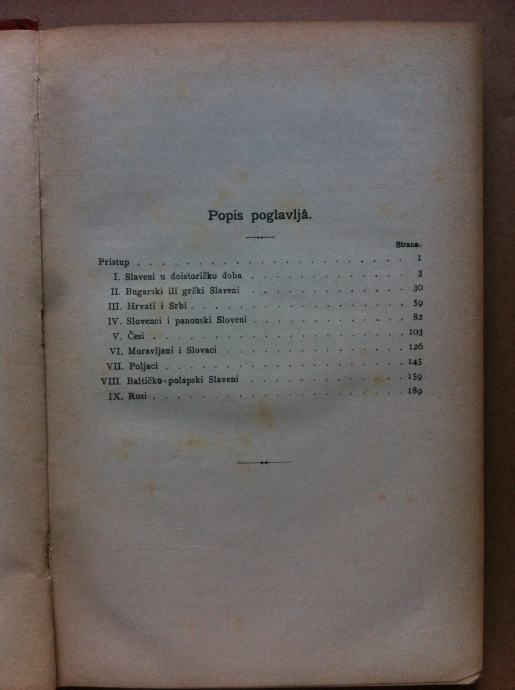 Popis poglavljâ.
Strana.
Pristup . . . . . . . . . . . . . . . . . . . . . 1
I. Slaveni u doistoričko doba . . . . . . . . . . . . 3
II. Bugarski ili grčki Slaveni . . . . . . . . . . . . 30
III. Hrvati i Srbi . . . . . . . . . . . . . . . . . 59
IV. Slovenci i panonski Sloveni . . . . . . . . . . . . 82
V. Česi . . . . . . . . . . . . . . . . . . . . 103
VI. Moravljani i Slovaci . . . . . . . . . . . . . . 126
VII. Poljaci . . . . . . . . . . . . . . . . . . . 145
VIII. Baltičko-polapski Slaveni . . . . . . . . . . . . 159
IX. Rusi . . . . . . . . . . . . . . . . . . . . 189